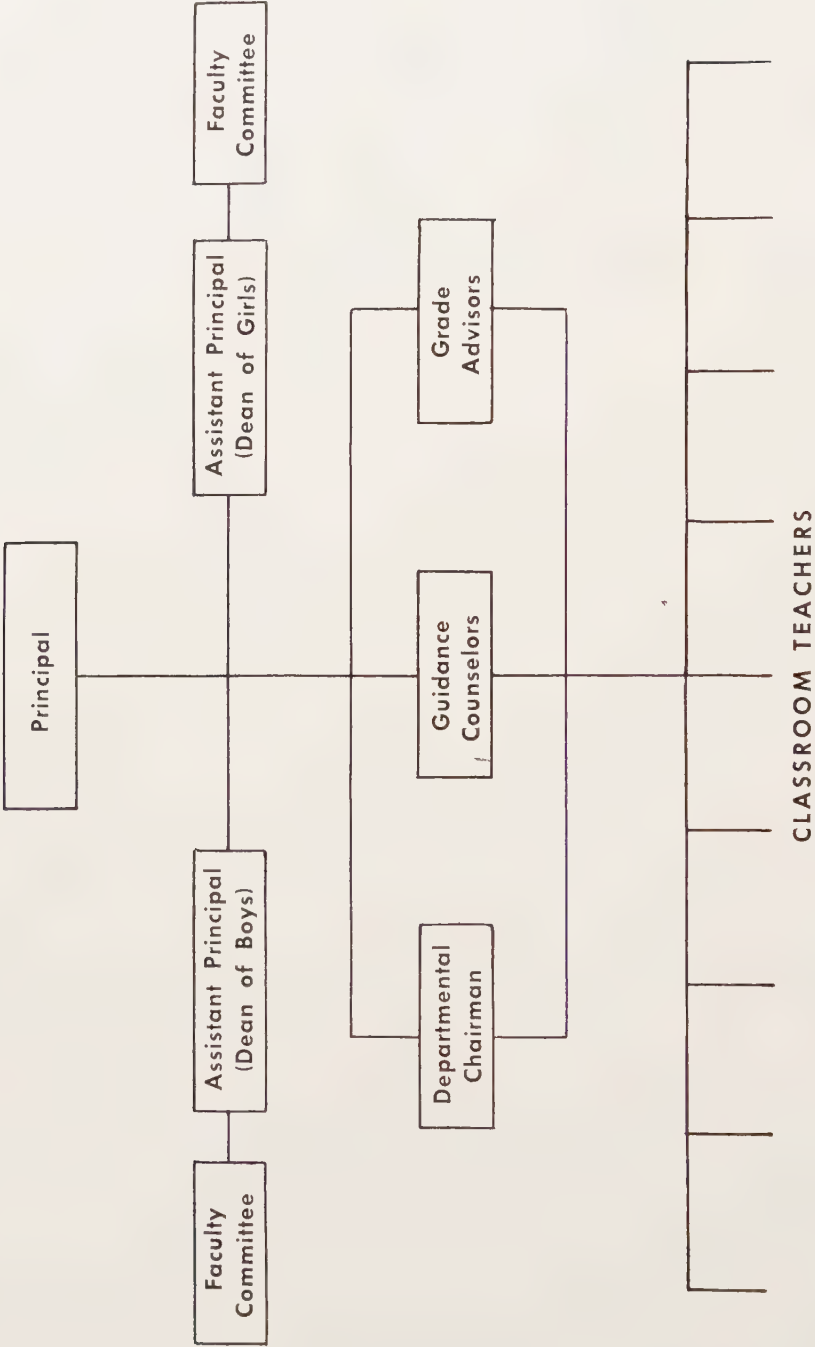 Principal
Faculty
Committee
Assistant Principal
(Dean of Boys)
Assistant Principal
(Dean of Girls)
Faculty
Committee
Departmental
Chairman
Guidance
Counselors
Grade
Advisors
CLASSROOM TEACHERS